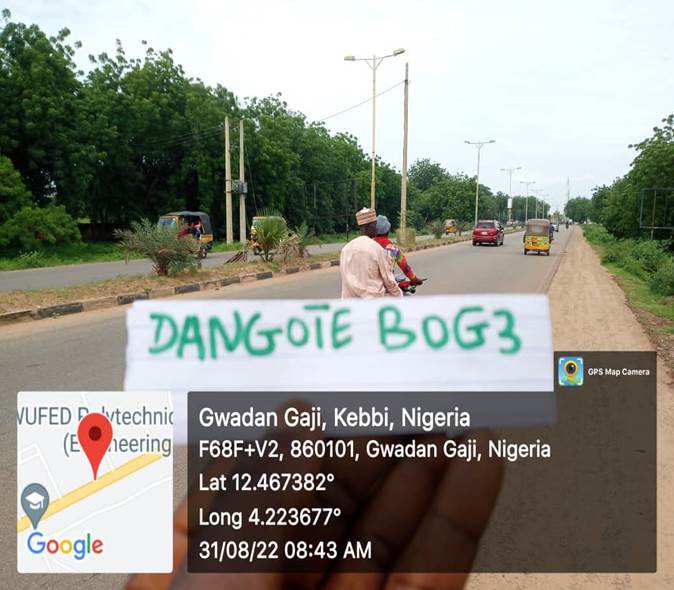 DANGOTE BOG3
GPS Map Camera
WUFED Polytechnic
(Engineering
Google
Gwadan Gaji, Kebbi, Nigeria
F68F+V2, 860101, Gwadan Gaji, Nigeria
Lat 12.467382°
Long 4.223677°
31/08/22 08:43 AM